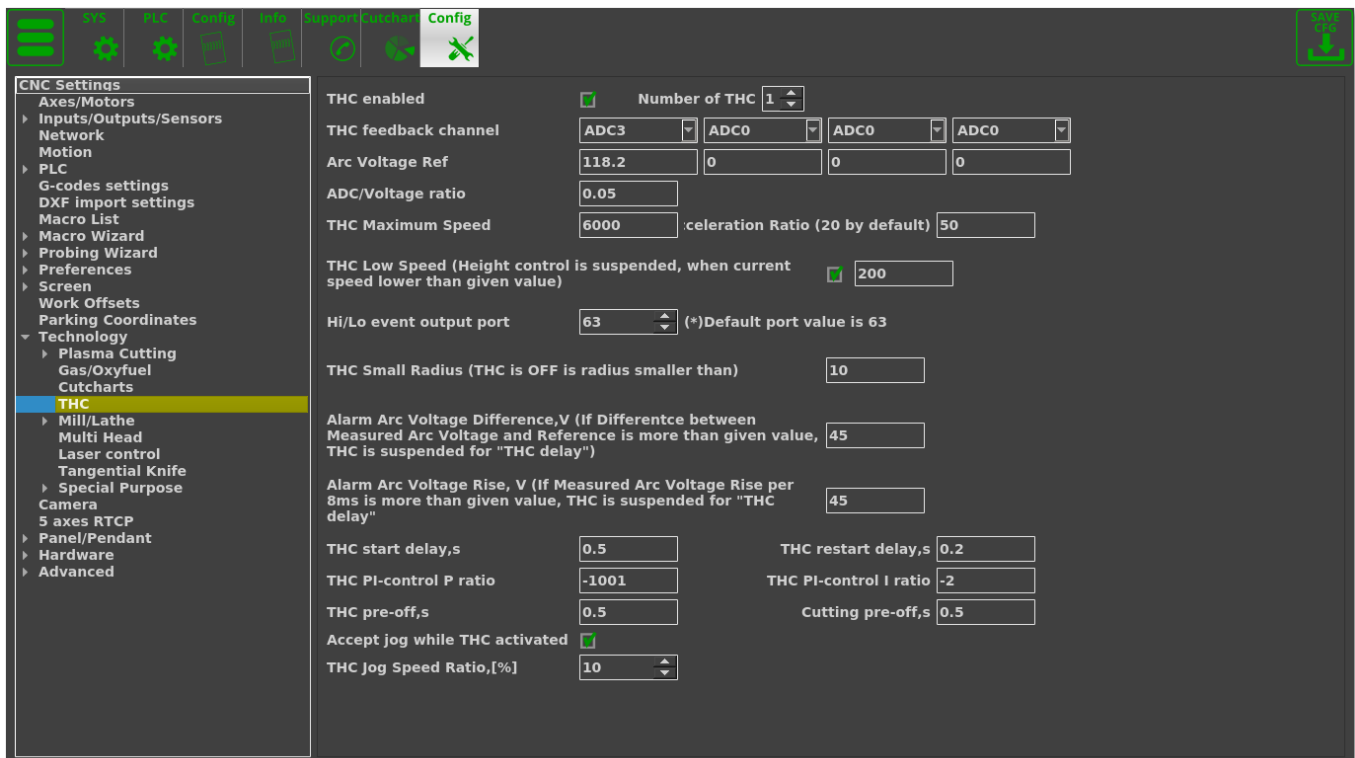 SYS PLC Config Info Support Cutchart Config SAVE CFG
CNC Settings
Axes/Motors
Inputs/Outputs/Sensors
Network
Motion
PLC
G-codes settings
DXF import settings
Macro List
Macro Wizard
Probing Wizard
Preferences
Screen
Work Offsets
Parking Coordinates
Technology
Plasma Cutting
Gas/Oxyfuel
Cutcharts
THC
Mill/Lathe
Multi Head
Laser control
Tangential Knife
Special Purpose
Camera
5 axes RTCP
Panel/Pendant
Hardware
Advanced
THC enabled Number of THC 1
THC feedback channel ADC3 ADC0 ADC0 ADC0
Arc Voltage Ref 118.2 0 0 0
ADC/Voltage ratio 0.05
THC Maximum Speed 6000 :celeration Ratio (20 by default) 50
THC Low Speed (Height control is suspended, when current
speed lower than given value) 200
Hi/Lo event output port 63 (*)Default port value is 63
THC Small Radius (THC is OFF is radius smaller than) 10
Alarm Arc Voltage Difference,V (If Differentce between
Measured Arc Voltage and Reference is more than given value, 45
THC is suspended for "THC delay")
Alarm Arc Voltage Rise, V (If Measured Arc Voltage Rise per
8ms is more than given value, THC is suspended for "THC 45
delay"
THC start delay,s 0.5 THC restart delay,s 0.2
THC PI-control P ratio -1001 THC PI-control I ratio -2
THC pre-off,s 0.5 Cutting pre-off,s 0.5
Accept jog while THC activated
THC Jog Speed Ratio,[%] 10